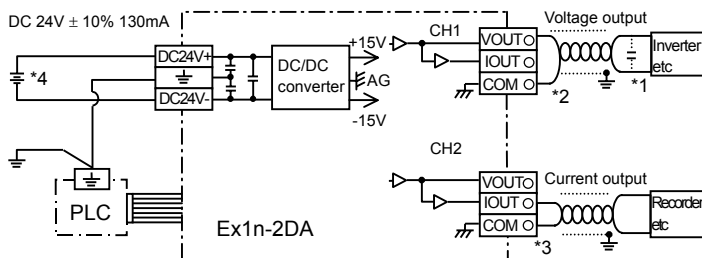 DC 24V ± 10% 130mA
DC24V+
DC24V-
*4
DC/DC
converter
+15V
AG
-15V
PLC
Ex1n-2DA
CH1
VOUT
IOUT
COM
*2
Voltage output
*1
Inverter
etc
CH2
VOUT
IOUT
COM
*3
Current output
Recorder
etc